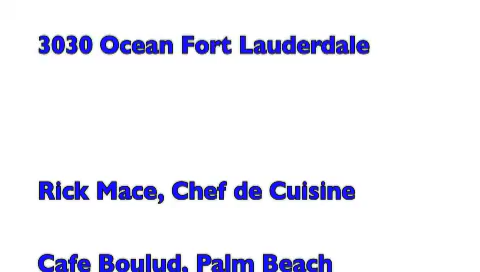 3030 Ocean Fort Lauderdale
Rick Mace, Chef de Cuisine
Cafe Boulud, Palm Beach